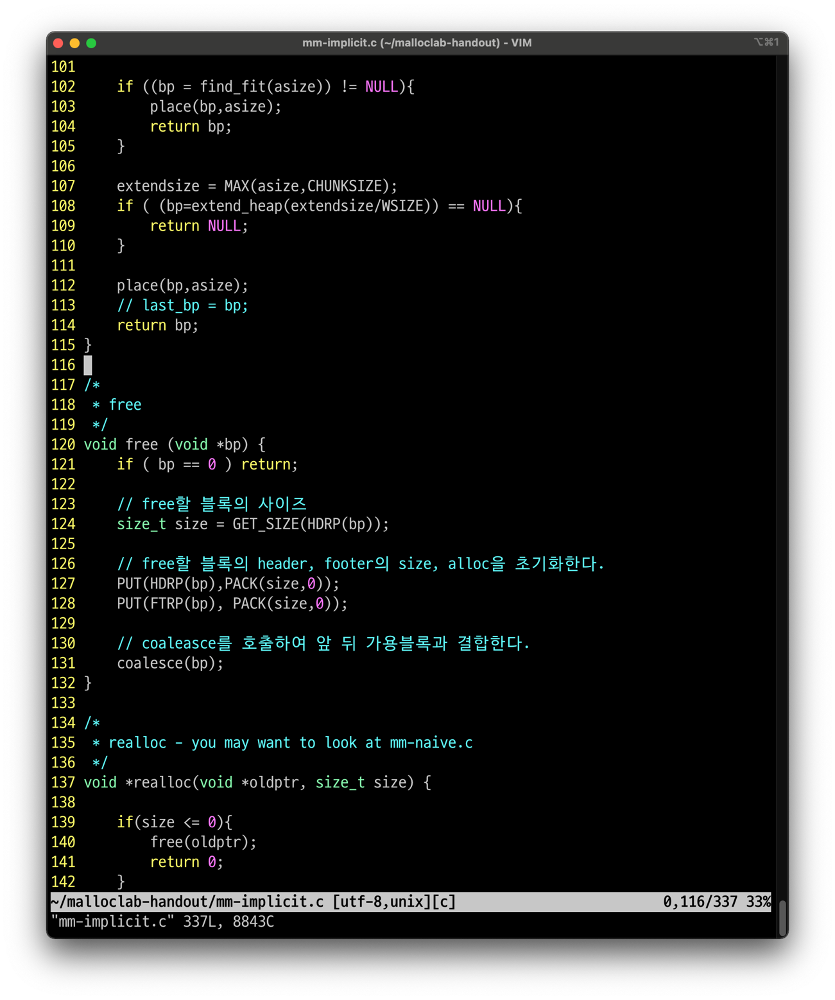 mm-implicit.c (~/malloclab-handout) - VIM
⌥⌘1
101
102     if ((bp = find_fit(asize)) != NULL){
103         place(bp,asize);
104         return bp;
105     }
106
107     extendsize = MAX(asize,CHUNKSIZE);
108     if ( (bp=extend_heap(extendsize/WSIZE)) == NULL){
109         return NULL;
110     }
111
112     place(bp,asize);
113     // last_bp = bp;
114     return bp;
115 }
116
117 /*
118  * free
119  */
120 void free (void *bp) {
121     if ( bp == 0 ) return;
122
123     // free할 블록의 사이즈
124     size_t size = GET_SIZE(HDRP(bp));
125
126     // free할 블록의 header, footer의 size, alloc을 초기화한다.
127     PUT(HDRP(bp),PACK(size,0));
128     PUT(FTRP(bp), PACK(size,0));
129
130     // coaleasce를 호출하여 앞 뒤 가용블록과 결합한다.
131     coalesce(bp);
132 }
133
134 /*
135  * realloc - you may want to look at mm-naive.c
136  */
137 void *realloc(void *oldptr, size_t size) {
138
139     if(size <= 0){
140         free(oldptr);
141         return 0;
142     }
~/malloclab-handout/mm-implicit.c [utf-8,unix][c] 0,116/337 33%
"mm-implicit.c" 337L, 8843C